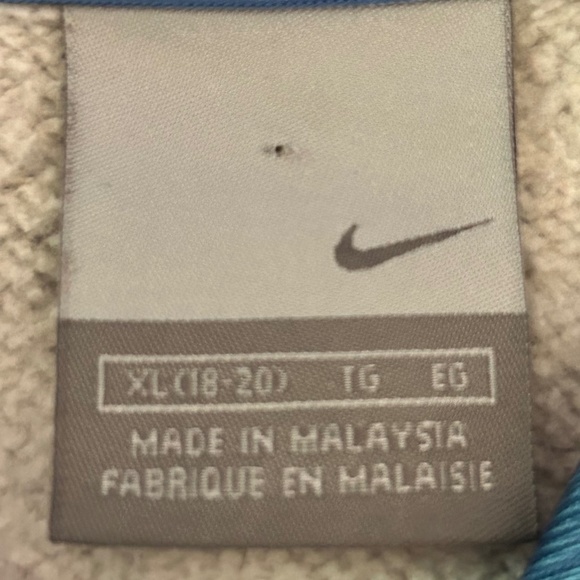 XL(18-20) TG EG
MADE IN MALAYSIA
FABRIQUE EN MALAISIE